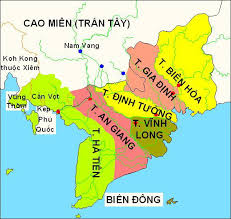 CAO MIÊN (TRẤN TÂY)
Koh Kong
thuộc Xiêm
Nam Vang
T. GIA ĐỊNH
T. BIÊN HÒA
T. ĐỊNH TƯỜNG
Vũng
Thơm
Cần Vọt
Kep
Phú
Quốc
T. AN GIANG
T. VĨNH
LONG
T. HÀ TIÊN
BIỂN ĐÔNG